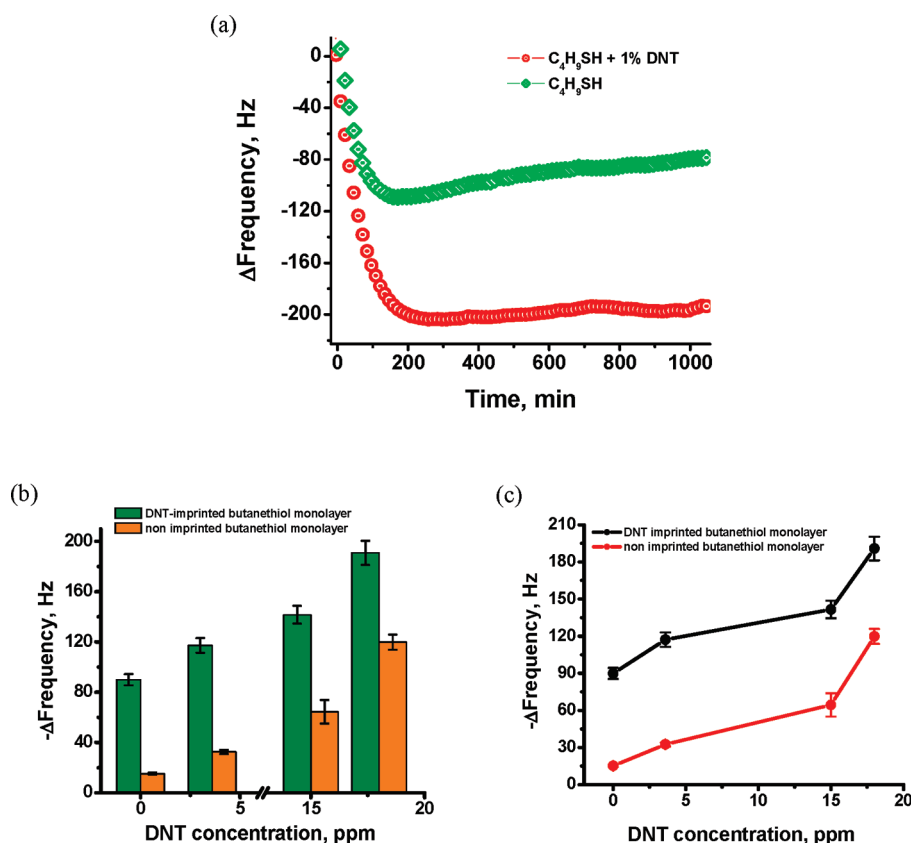 (a)
C₄H₉SH + 1% DNT
C₄H₉SH
0
-40
-80
-120
-160
-200
ΔFrequency, Hz
0 200 400 600 800 1000
Time, min
(b)
DNT-imprinted butanethiol monolayer
non imprinted butanethiol monolayer
200
160
120
80
40
0
-ΔFrequency, Hz
0 5 15 20
DNT concentration, ppm
(c)
DNT imprinted butanethiol monolayer
non imprinted butanethiol monolayer
210
180
150
120
90
60
30
0
-ΔFrequency, Hz
0 5 10 15 20
DNT concentration, ppm